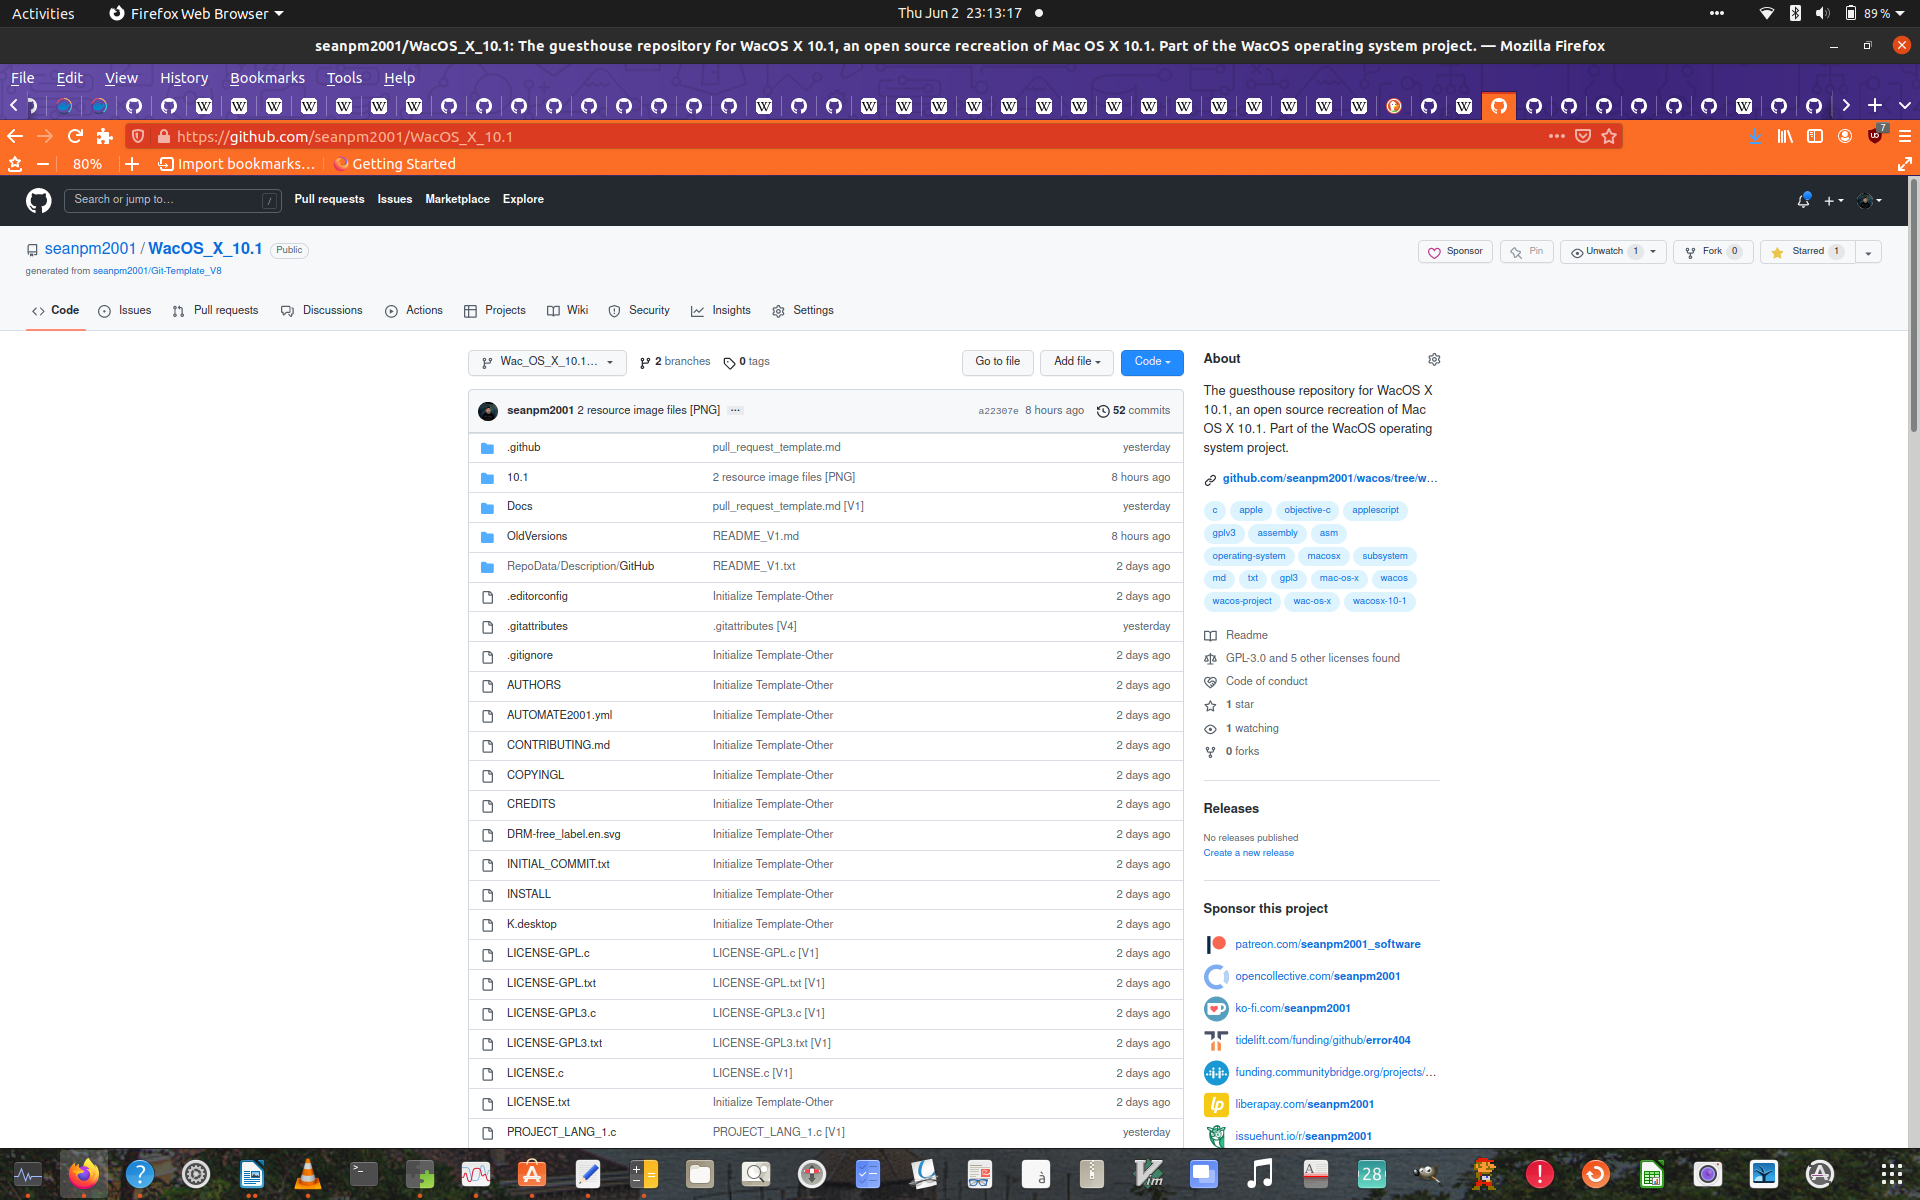 Activities
Firefox Web Browser
Thu Jun 2 23:13:17
89 %
seanpm2001/WacOS_X_10.1: The guesthouse repository for WacOS X 10.1, an open source recreation of Mac OS X 10.1. Part of the WacOS operating system project. — Mozilla Firefox
File Edit View History Bookmarks Tools Help
https://github.com/seanpm2001/WacOS_X_10.1
7
80%
Import bookmarks...
Getting Started
Search or jump to... /
Pull requests Issues Marketplace Explore
seanpm2001 / WacOS_X_10.1 Public
Sponsor Pin Unwatch 1 Fork 0 Starred 1
generated from seanpm2001/Git-Template_V8
Code Issues Pull requests Discussions Actions Projects Wiki Security Insights Settings
Wac_OS_X_10.1... 2 branches 0 tags Go to file Add file Code
seanpm2001 2 resource image files [PNG] ... a22307e 8 hours ago 52 commits
.github pull_request_template.md yesterday
10.1 2 resource image files [PNG] 8 hours ago
Docs pull_request_template.md [V1] yesterday
OldVersions README_V1.md 8 hours ago
RepoData/Description/GitHub README_V1.txt 2 days ago
.editorconfig Initialize Template-Other 2 days ago
.gitattributes .gitattributes [V4] yesterday
.gitignore Initialize Template-Other 2 days ago
AUTHORS Initialize Template-Other 2 days ago
AUTOMATE2001.yml Initialize Template-Other 2 days ago
CONTRIBUTING.md Initialize Template-Other 2 days ago
COPYINGL Initialize Template-Other 2 days ago
CREDITS Initialize Template-Other 2 days ago
DRM-free_label.en.svg Initialize Template-Other 2 days ago
INITIAL_COMMIT.txt Initialize Template-Other 2 days ago
INSTALL Initialize Template-Other 2 days ago
K.desktop Initialize Template-Other 2 days ago
LICENSE-GPL.c LICENSE-GPL.c [V1] 2 days ago
LICENSE-GPL.txt LICENSE-GPL.txt [V1] 2 days ago
LICENSE-GPL3.c LICENSE-GPL3.c [V1] 2 days ago
LICENSE-GPL3.txt LICENSE-GPL3.txt [V1] 2 days ago
LICENSE.c LICENSE.c [V1] 2 days ago
LICENSE.txt Initialize Template-Other 2 days ago
PROJECT_LANG_1.c PROJECT_LANG_1.c [V1] yesterday
About
The guesthouse repository for WacOS X
10.1, an open source recreation of Mac
OS X 10.1. Part of the WacOS operating
system project.
github.com/seanpm2001/wacos/tree/w...
c apple objective-c applescript
gplv3 assembly asm
operating-system macosx subsystem
md txt gpl3 mac-os-x wacos
wacos-project wac-os-x wacosx-10-1
Readme
GPL-3.0 and 5 other licenses found
Code of conduct
1 star
1 watching
0 forks
Releases
No releases published
Create a new release
Sponsor this project
patreon.com/seanpm2001_software
opencollective.com/seanpm2001
ko-fi.com/seanpm2001
tidelift.com/funding/github/error404
funding.communitybridge.org/projects/...
liberapay.com/seanpm2001
issuehunt.io/r/seanpm2001
28